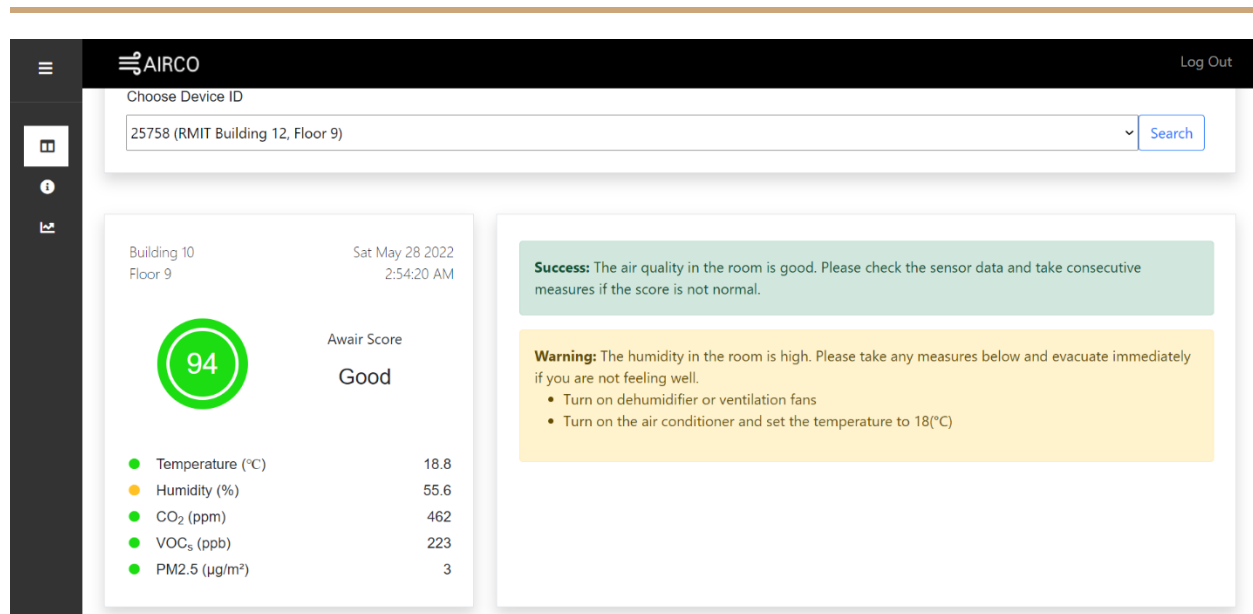 AIRCO
Log Out
Choose Device ID
25758 (RMIT Building 12, Floor 9)
Search
Building 10
Sat May 28 2022
Floor 9
2:54:20 AM
94
Awair Score
Good
Temperature (°C) 18.8
Humidity (%) 55.6
CO₂ (ppm) 462
VOCₛ (ppb) 223
PM2.5 (µg/m²) 3
Success: The air quality in the room is good. Please check the sensor data and take consecutive
measures if the score is not normal.
Warning: The humidity in the room is high. Please take any measures below and evacuate immediately
if you are not feeling well.
• Turn on dehumidifier or ventilation fans
• Turn on the air conditioner and set the temperature to 18(°C)